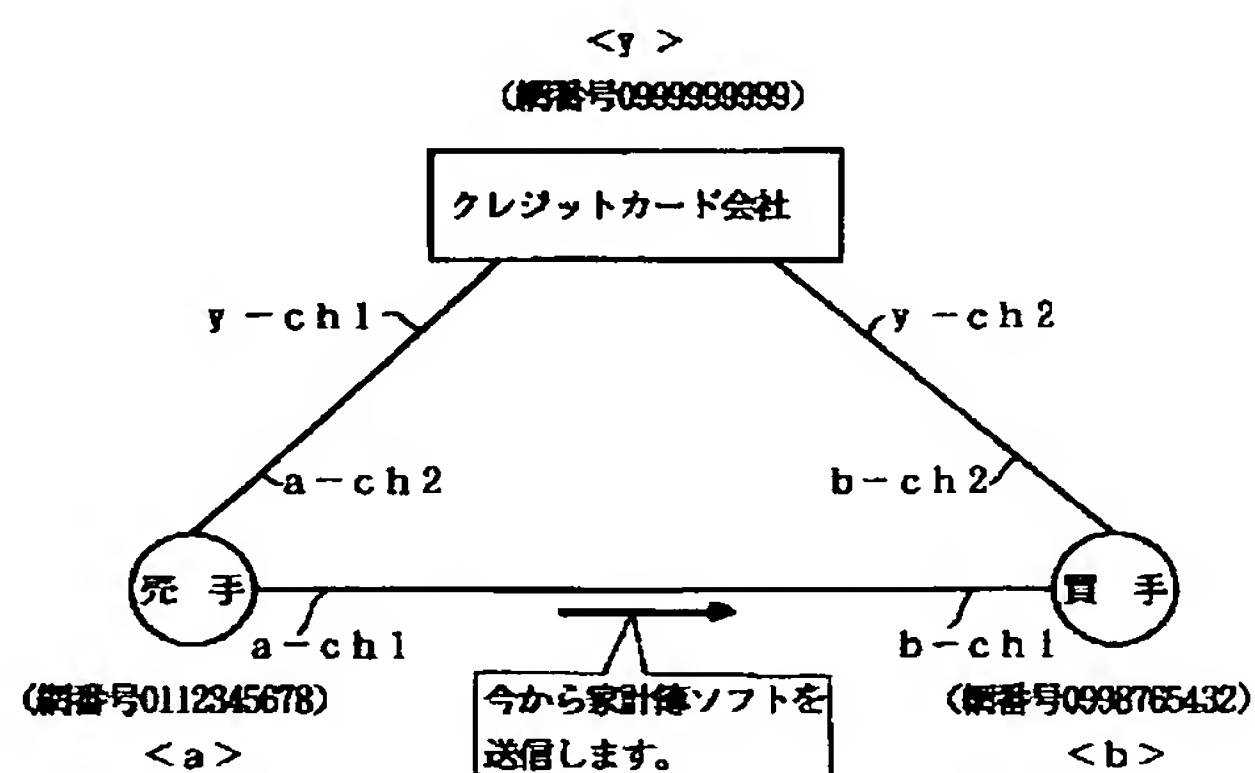 <y>
(網番号0999999999)
クレジットカード会社
y-ch1
y-ch2
a-ch2
b-ch2
売手
買手
a-ch1
b-ch1
(網番号0112345678)
今から家計簿ソフトを
送信します。
(網番号0998765432)
<a>
<b>